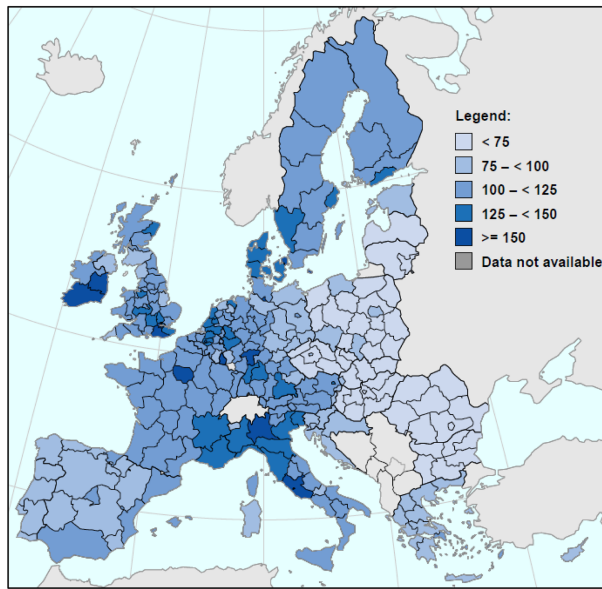 Legend:
< 75
75 – < 100
100 – < 125
125 – < 150
>= 150
Data not available